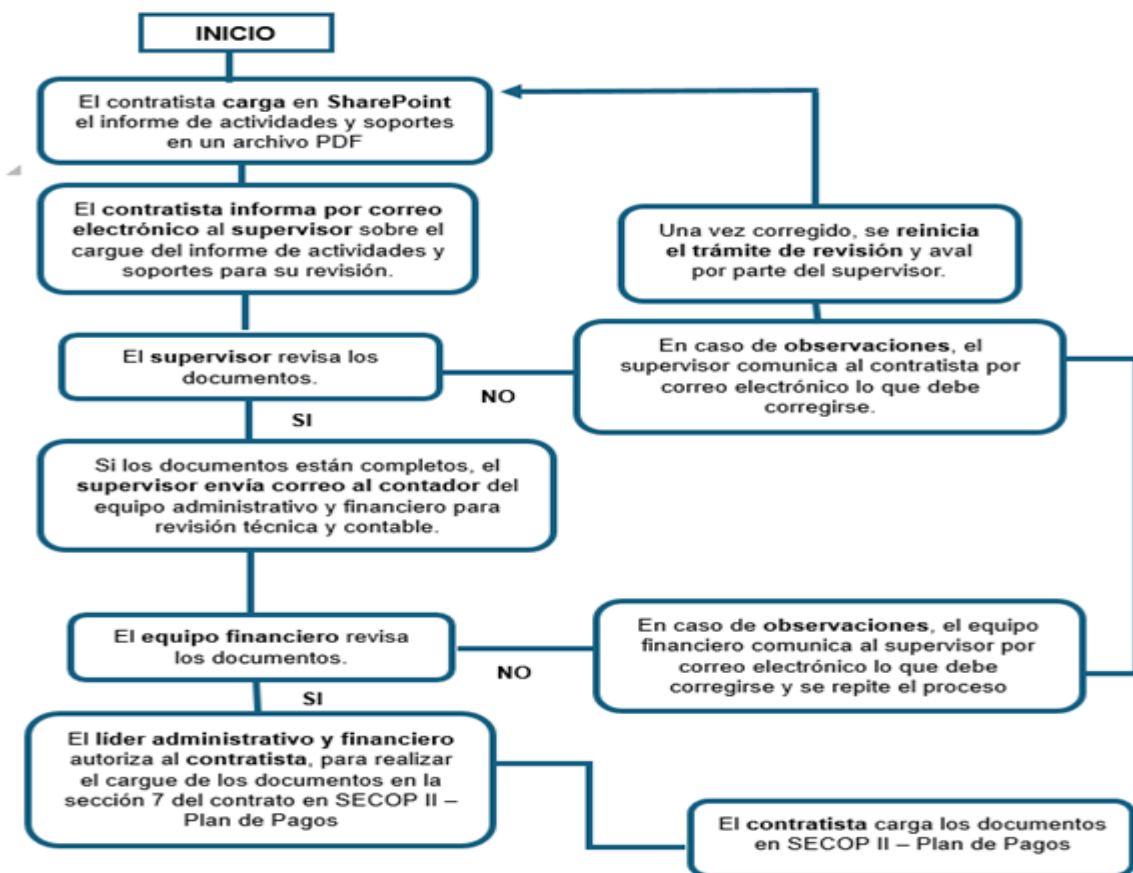 INICIO
El contratista carga en SharePoint
el informe de actividades y soportes
en un archivo PDF
El contratista informa por correo
electrónico al supervisor sobre el
cargue del informe de actividades y
soportes para su revisión.
Una vez corregido, se reinicia
el trámite de revisión y aval
por parte del supervisor.
El supervisor revisa los
documentos.
NO
En caso de observaciones, el
supervisor comunica al contratista por
correo electrónico lo que debe
corregirse.
SI
Si los documentos están completos, el
supervisor envía correo al contador del
equipo administrativo y financiero para
revisión técnica y contable.
El equipo financiero revisa
los documentos.
NO
En caso de observaciones, el equipo
financiero comunica al supervisor por
correo electrónico lo que debe
corregirse y se repite el proceso
SI
El líder administrativo y financiero
autoriza al contratista, para realizar
el cargue de los documentos en la
sección 7 del contrato en SECOP II –
Plan de Pagos
El contratista carga los documentos
en SECOP II – Plan de Pagos